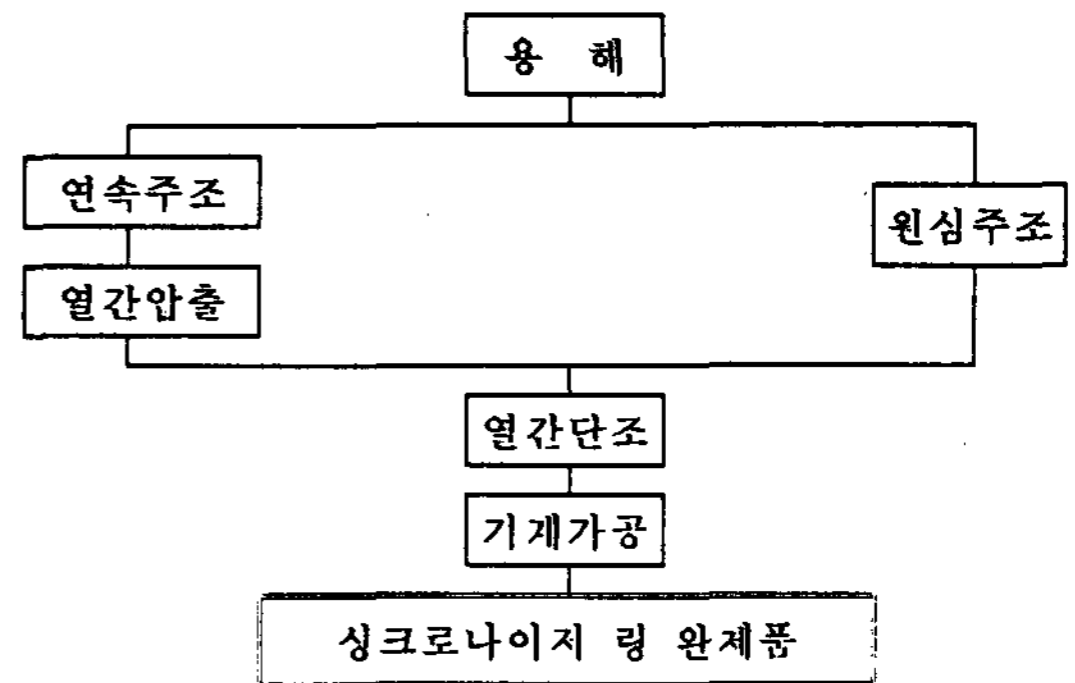 용 해
연속주조
원심주조
열간압출
열간단조
기계가공
싱크로나이지 링 완제품